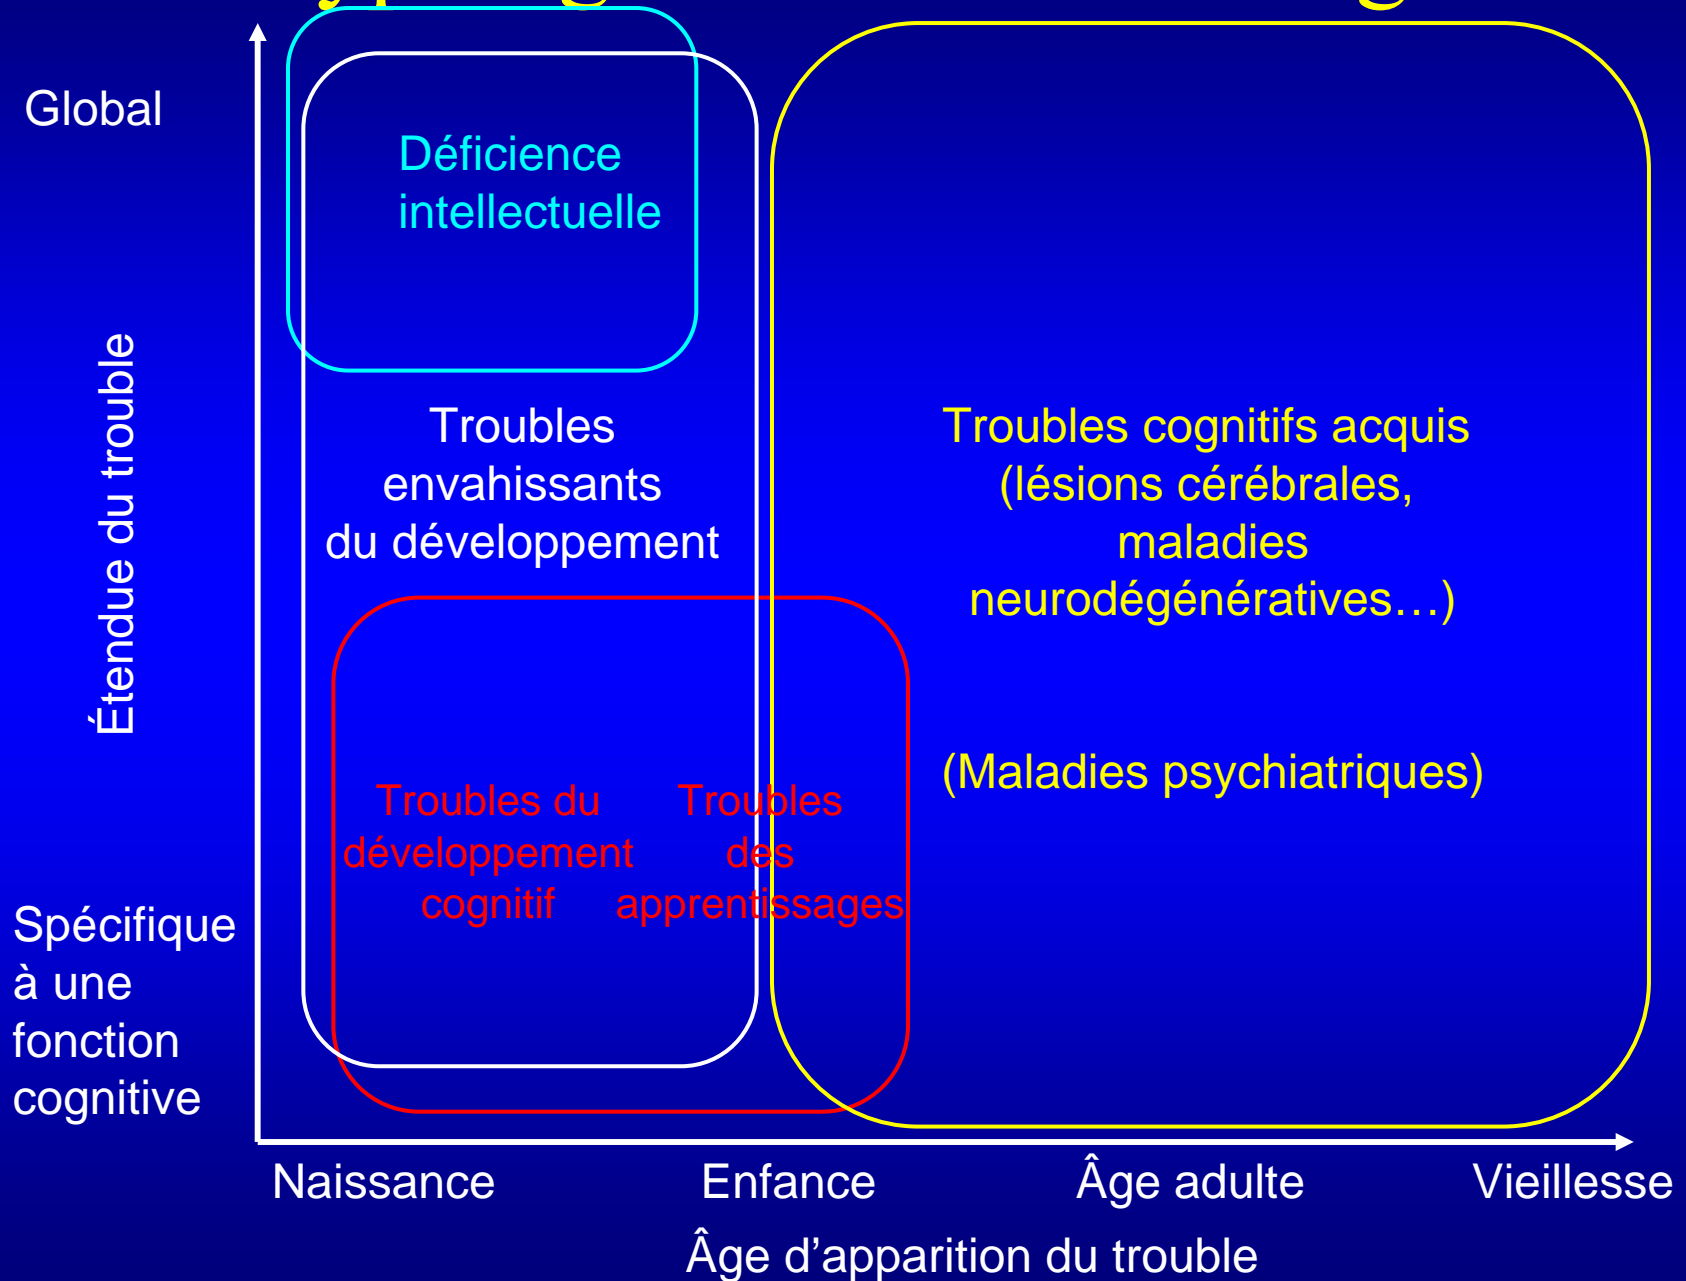 Global
Déficience
intellectuelle
Étendue du trouble
Troubles
envahissants
du développement
Troubles cognitifs acquis
(lésions cérébrales,
maladies
neurodégénératives…)
(Maladies psychiatriques)
Troubles du
développement
cognitif
Troubles
des
apprentissages
Spécifique
à une
fonction
cognitive
Naissance
Enfance
Âge adulte
Vieillesse
Âge d’apparition du trouble